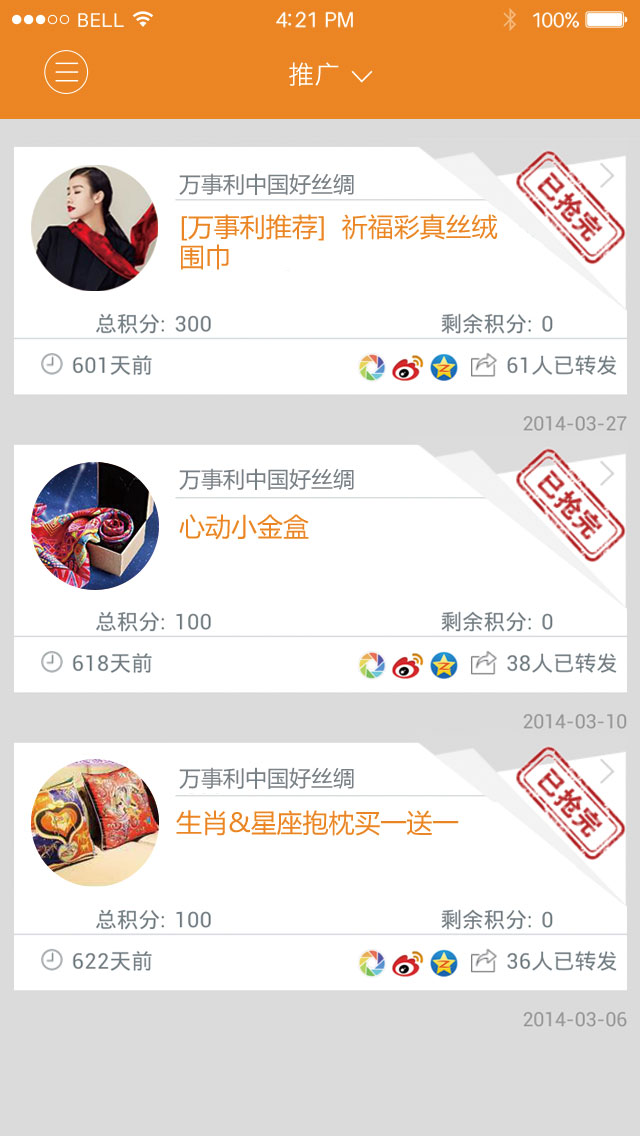 BELL 4:21 PM 100%
推广
万事利中国好丝绸
已抢完
[万事利推荐] 祈福彩真丝绒
围巾
总积分: 300 剩余积分: 0
601天前 61人已转发
2014-03-27
万事利中国好丝绸
已抢完
心动小金盒
总积分: 100 剩余积分: 0
618天前 38人已转发
2014-03-10
万事利中国好丝绸
已抢完
生肖&星座抱枕买一送一
总积分: 100 剩余积分: 0
622天前 36人已转发
2014-03-06